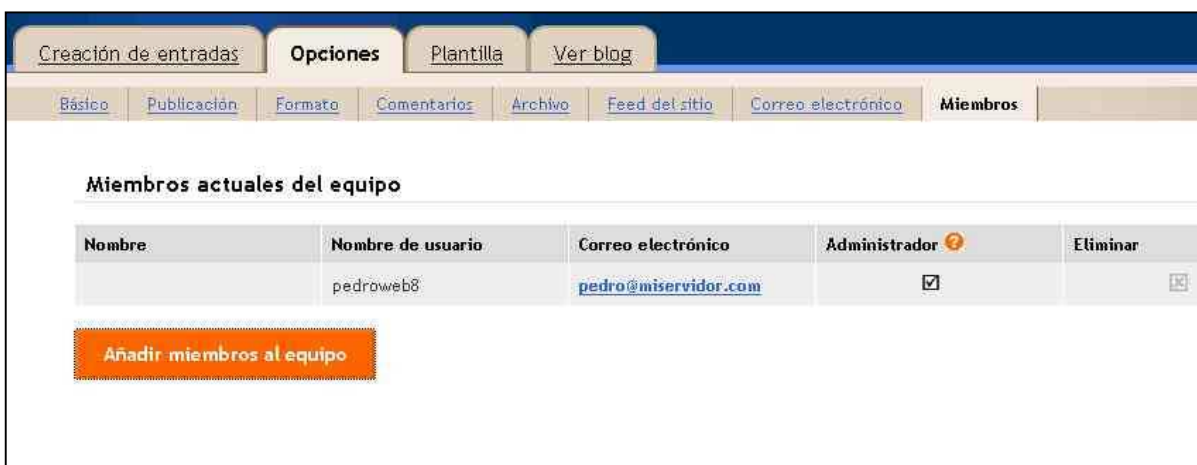 Creación de entradas Opciones Plantilla Ver blog
Básico Publicación Formato Comentarios Archivo Feed del sitio Correo electrónico Miembros
Miembros actuales del equipo
Nombre Nombre de usuario Correo electrónico Administrador ? Eliminar
pedroweb8 pedro@miservidor.com
Añadir miembros al equipo